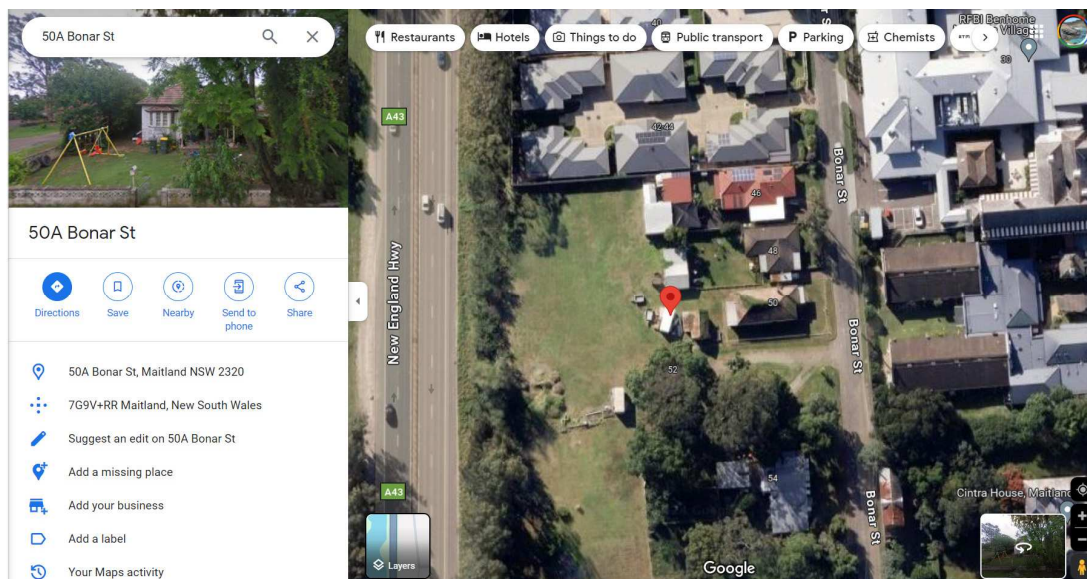 50A Bonar St
Restaurants
Hotels
Things to do
Public transport
P Parking
Chemists
40
RFBI Benhome
Villag
30
A43
42-44
Bonar St
46
50A Bonar St
48
New England Hwy
50
Directions
Save
Nearby
Send to
phone
Share
Bonar St
50A Bonar St, Maitland NSW 2320
52
7G9V+RR Maitland, New South Wales
Suggest an edit on 50A Bonar St
Add a missing place
54
A43
Cintra House, Maitland
Add your business
Bonar St
Add a label
Layers
Google
Your Maps activity